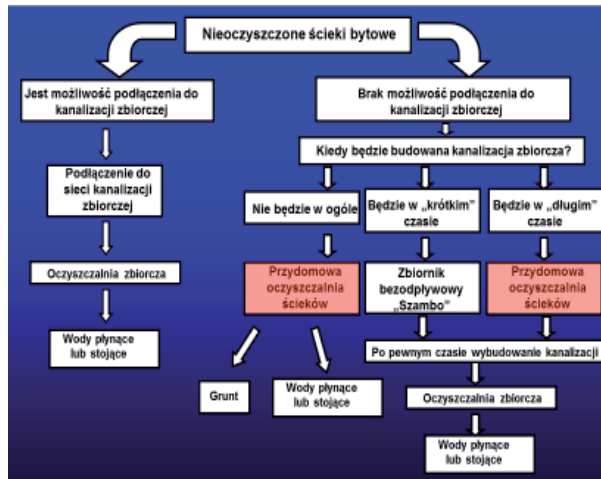 Nieoczyszczone ścieki bytowe
Jest możliwość podłączenia do
kanalizacji zbiorczej
Podłączenie do
sieci kanalizacji
zbiorczej
Oczyszczalnia zbiorcza
Wody płynące
lub stojące
Brak możliwości podłączenia do
kanalizacji zbiorczej
Kiedy będzie budowana kanalizacja zbiorcza?
Nie będzie w ogóle
Przydomowa
oczyszczalnia
ścieków
Grunt
Wody płynące
lub stojące
Będzie w „krótkim”
czasie
Zbiornik
bezodpływowy
„Szambo”
Będzie w „długim”
czasie
Przydomowa
oczyszczalnia
ścieków
Po pewnym czasie wybudowanie kanalizacji
Oczyszczalnia zbiorcza
Wody płynące
lub stojące